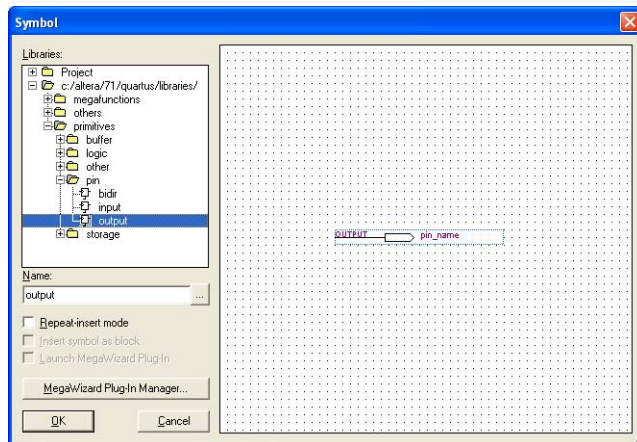 Symbol
Libraries:
Project
c:/altera/71/quartus/libraries/
megafunctions
others
primitives
buffer
logic
other
pin
bidir
input
output
storage
Name:
output
...
Repeat-insert mode
Insert symbol as block
Launch MegaWizard Plug-In
MegaWizard Plug-In Manager...
OK
Cancel
OUTPUT
pin_name